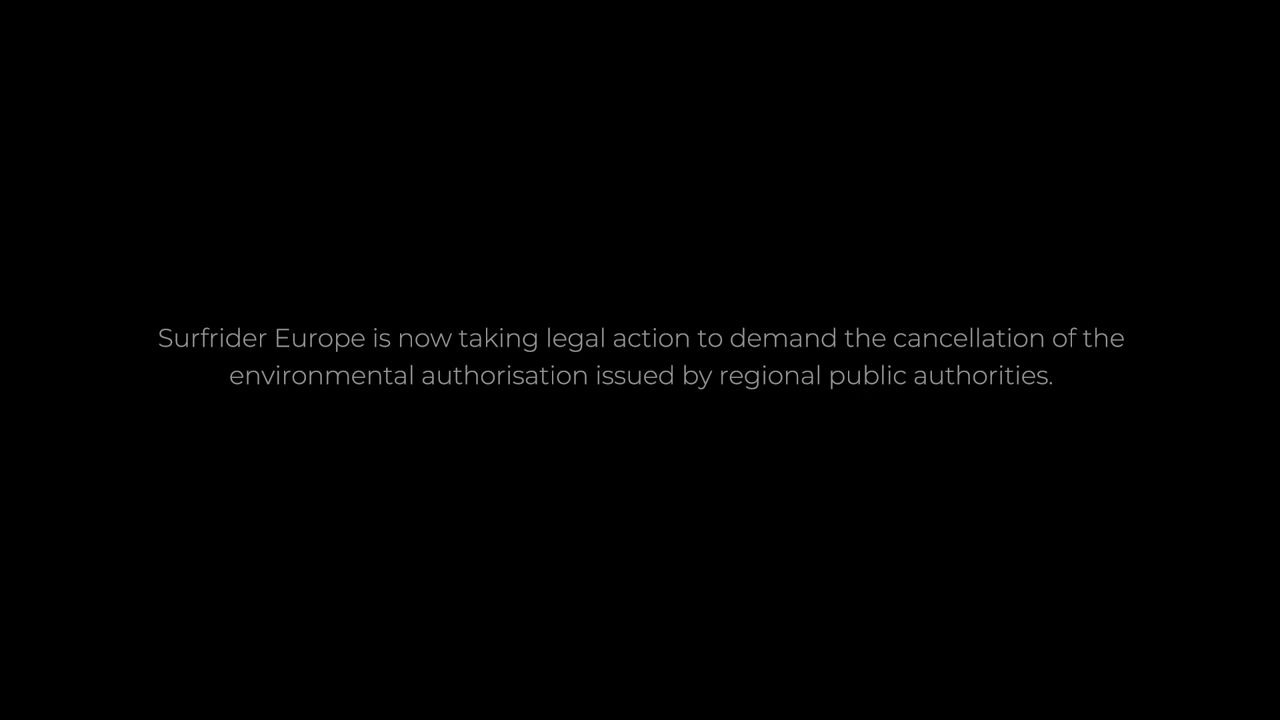 Surfrider Europe is now taking legal action to demand the cancellation of the
environmental authorisation issued by regional public authorities.